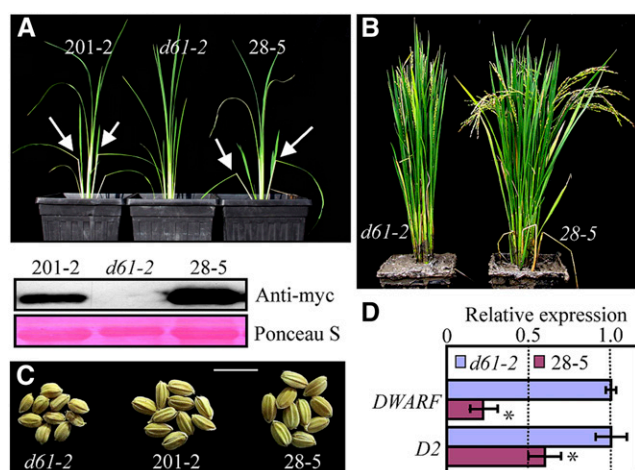 A
201-2 d61-2 28-5
201-2 d61-2 28-5
Anti-myc
Ponceau S
B
d61-2
28-5
C
d61-2 201-2 28-5
D
Relative expression
0 0.5 1.0
d61-2 28-5
DWARF
*
D2
*